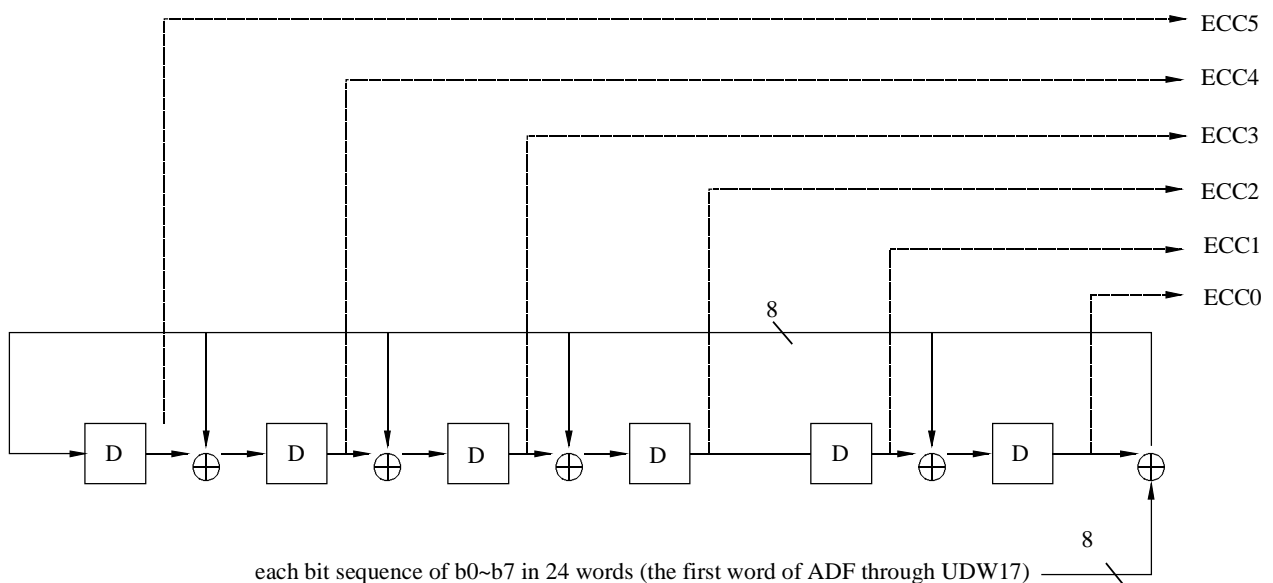 ECC5
ECC4
ECC3
ECC2
ECC1
ECC0
8
D D D D D D
8
each bit sequence of b0~b7 in 24 words (the first word of ADF through UDW17)